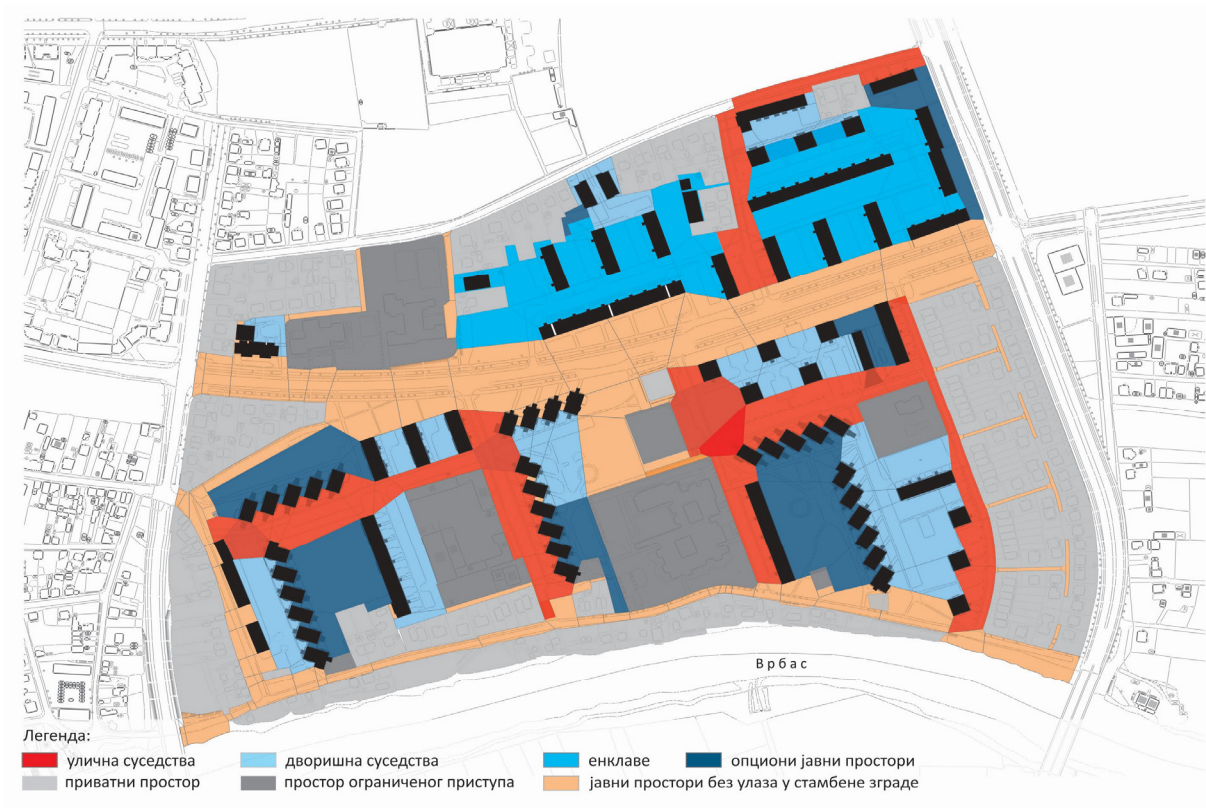 Врбас
Легенда:
улична суседства
дворишна суседства
енклаве
опциони јавни простори
приватни простор
простор ограниченог приступа
јавни простори без улаза у стамбене зграде